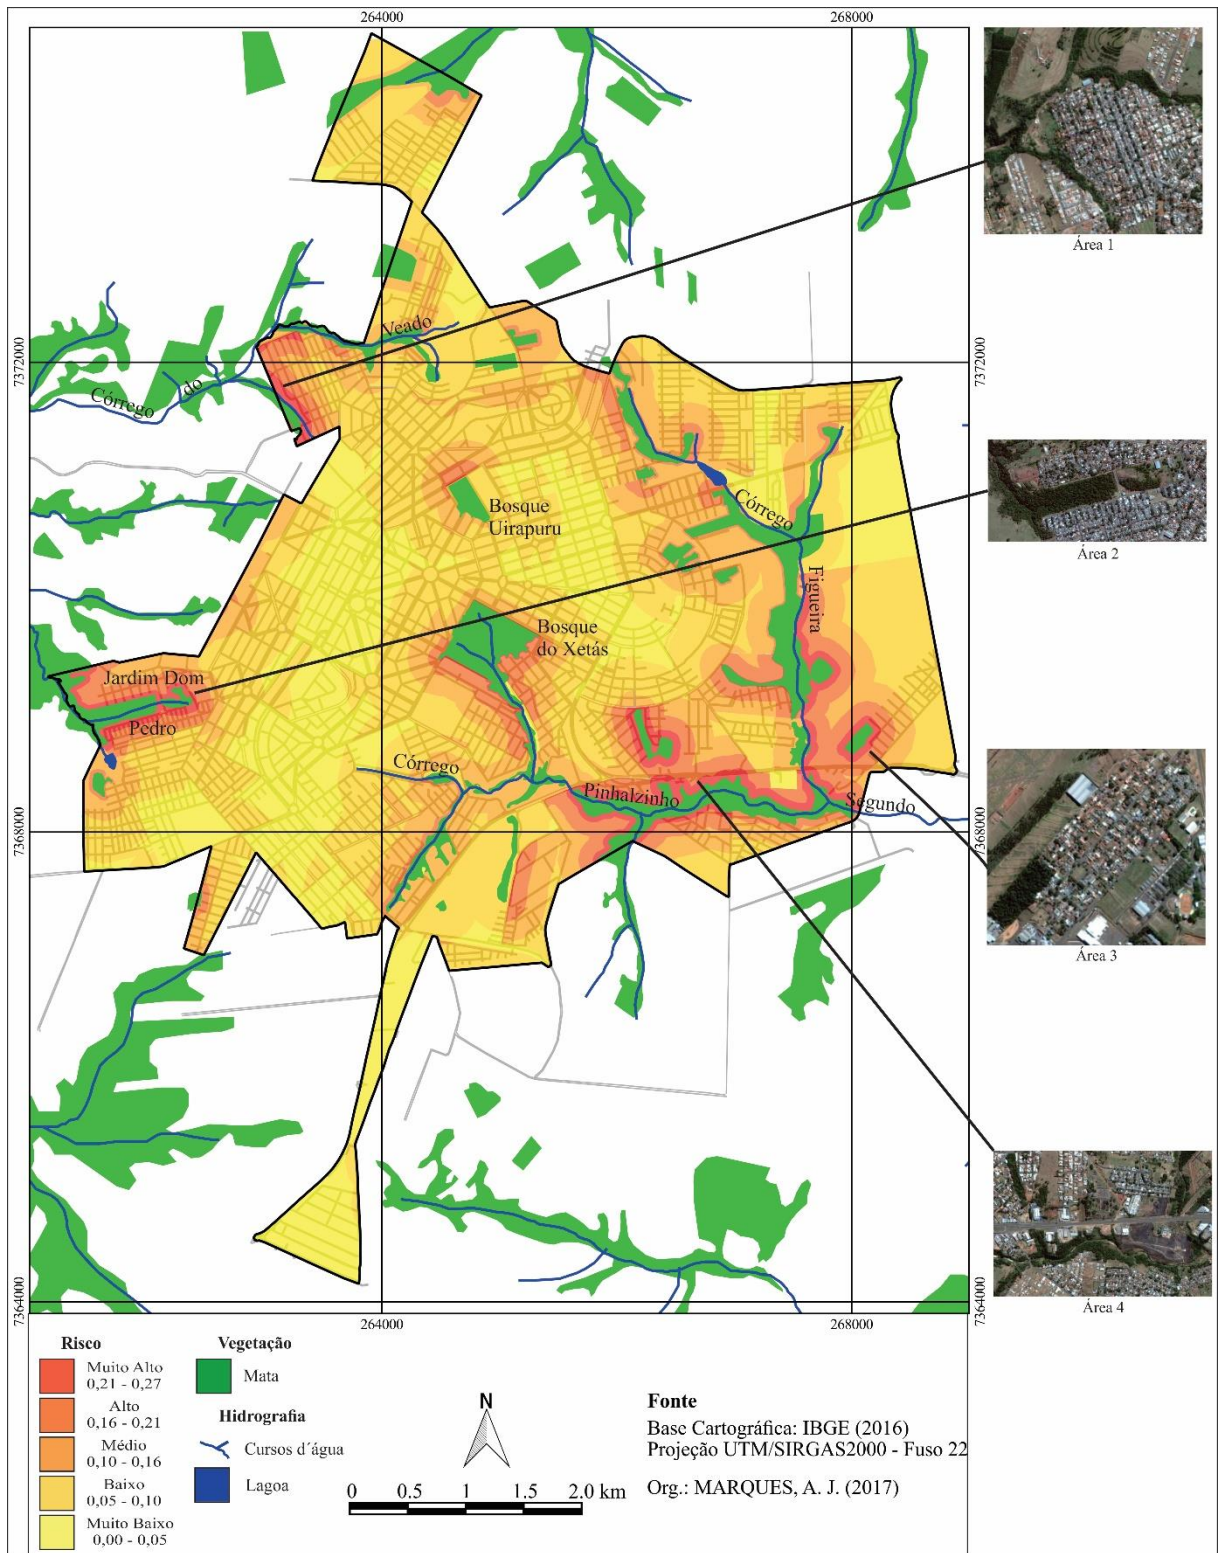 264000
268000
Área 1
Veado
7372000
7372000
do
Córrego
Bosque
Uirapuru
Córrego
Área 2
Figueira
Bosque
do Xetás
Jardim Dom
Pedro
Córrego
Pinhalzinho
Segundo
7368000
7368000
Área 3
7364000
7364000
Área 4
264000
268000
Risco
Muito Alto
0,21 - 0,27
Alto
0,16 - 0,21
Médio
0,10 - 0,16
Baixo
0,05 - 0,10
Muito Baixo
0,00 - 0,05
Vegetação
Mata
Hidrografia
Cursos d´água
Lagoa
N
0 0.5 1 1.5 2.0 km
Fonte
Base Cartográfica: IBGE (2016)
Projeção UTM/SIRGAS2000 - Fuso 22
Org.: MARQUES, A. J. (2017)